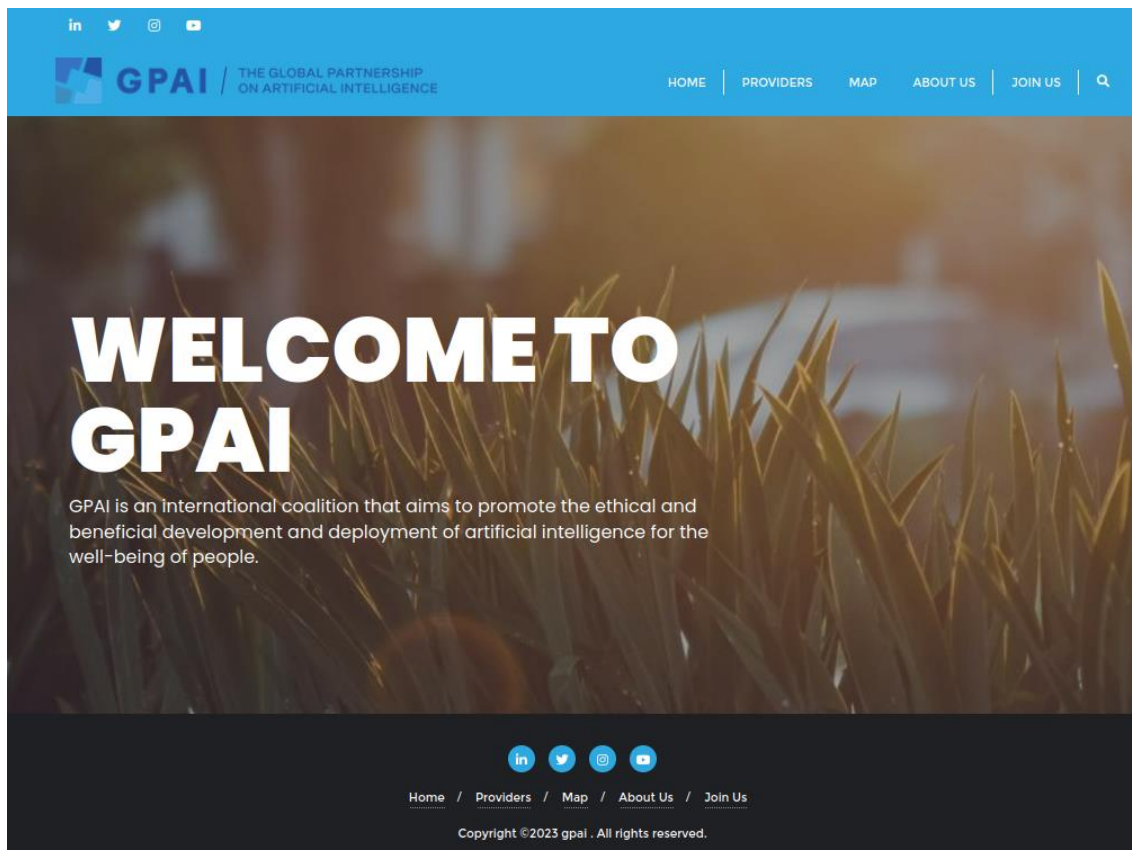 GPAI / THE GLOBAL PARTNERSHIP
ON ARTIFICIAL INTELLIGENCE
HOME PROVIDERS MAP ABOUT US JOIN US
WELCOME TO
GPAI
GPAI is an international coalition that aims to promote the ethical and
beneficial development and deployment of artificial intelligence for the
well-being of people.
Home / Providers / Map / About Us / Join Us
Copyright ©2023 gpai . All rights reserved.